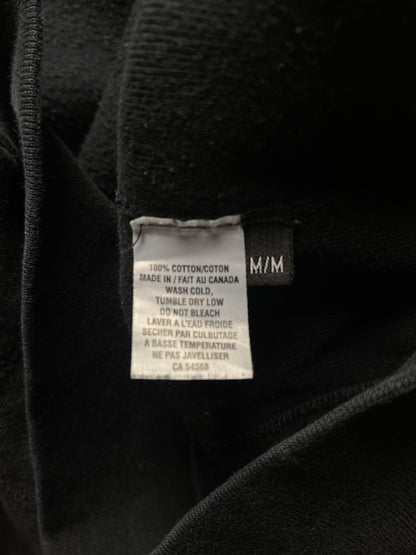 100% COTTON/COTON
MADE IN / FAIT AU CANADA
WASH COLD,
TUMBLE DRY LOW
DO NOT BLEACH
LAVER A L'EAU FROIDE
SECHER PAR CULBUTAGE
A BASSE TEMPERATURE
NE PAS JAVELLISER
CA 54568
M/M